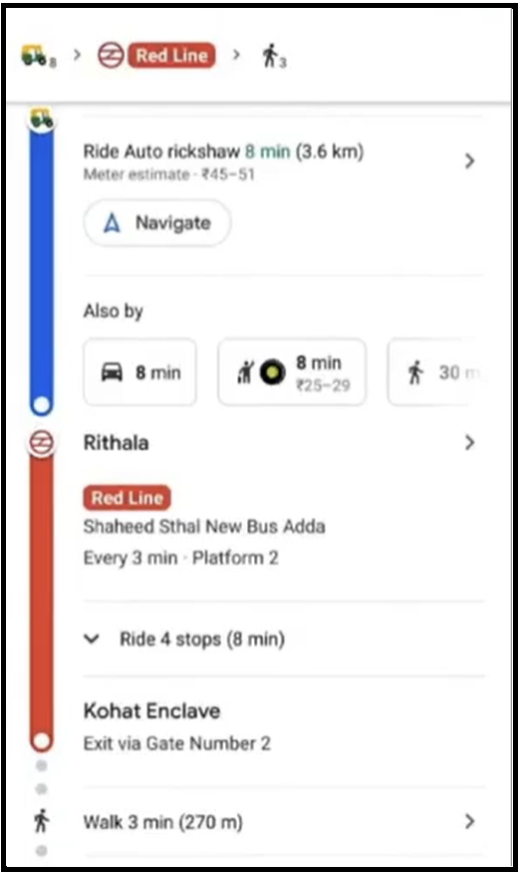 8 > Red Line > 3
Ride Auto rickshaw 8 min (3.6 km)
Meter estimate · ₹45–51
Navigate
Also by
8 min
8 min
₹25–29
30 m
Rithala
Red Line
Shaheed Sthal New Bus Adda
Every 3 min · Platform 2
Ride 4 stops (8 min)
Kohat Enclave
Exit via Gate Number 2
Walk 3 min (270 m)